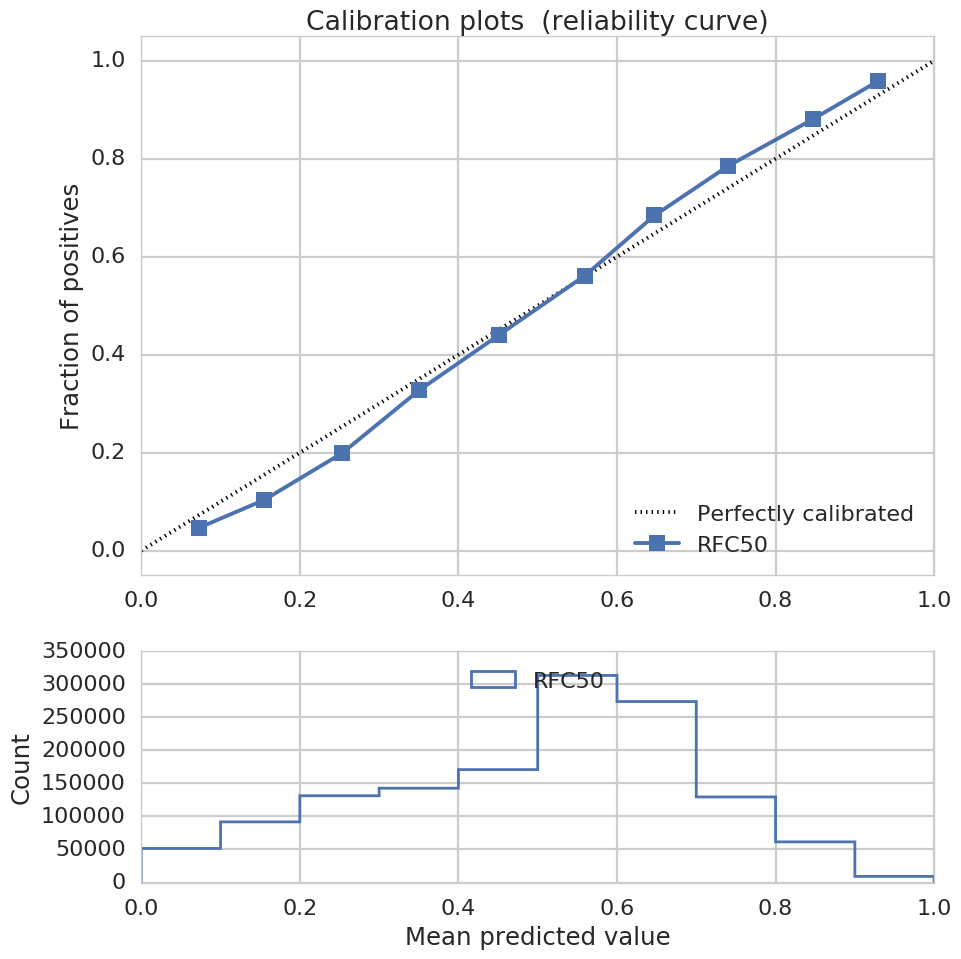 Calibration plots  (reliability curve)
1.0
0.8
0.6
0.4
0.2
0.0
Fraction of positives
Perfectly calibrated
RFC50
0.0 0.2 0.4 0.6 0.8 1.0
350000
300000
250000
200000
150000
100000
50000
0
Count
RFC50
0.0 0.2 0.4 0.6 0.8 1.0
Mean predicted value